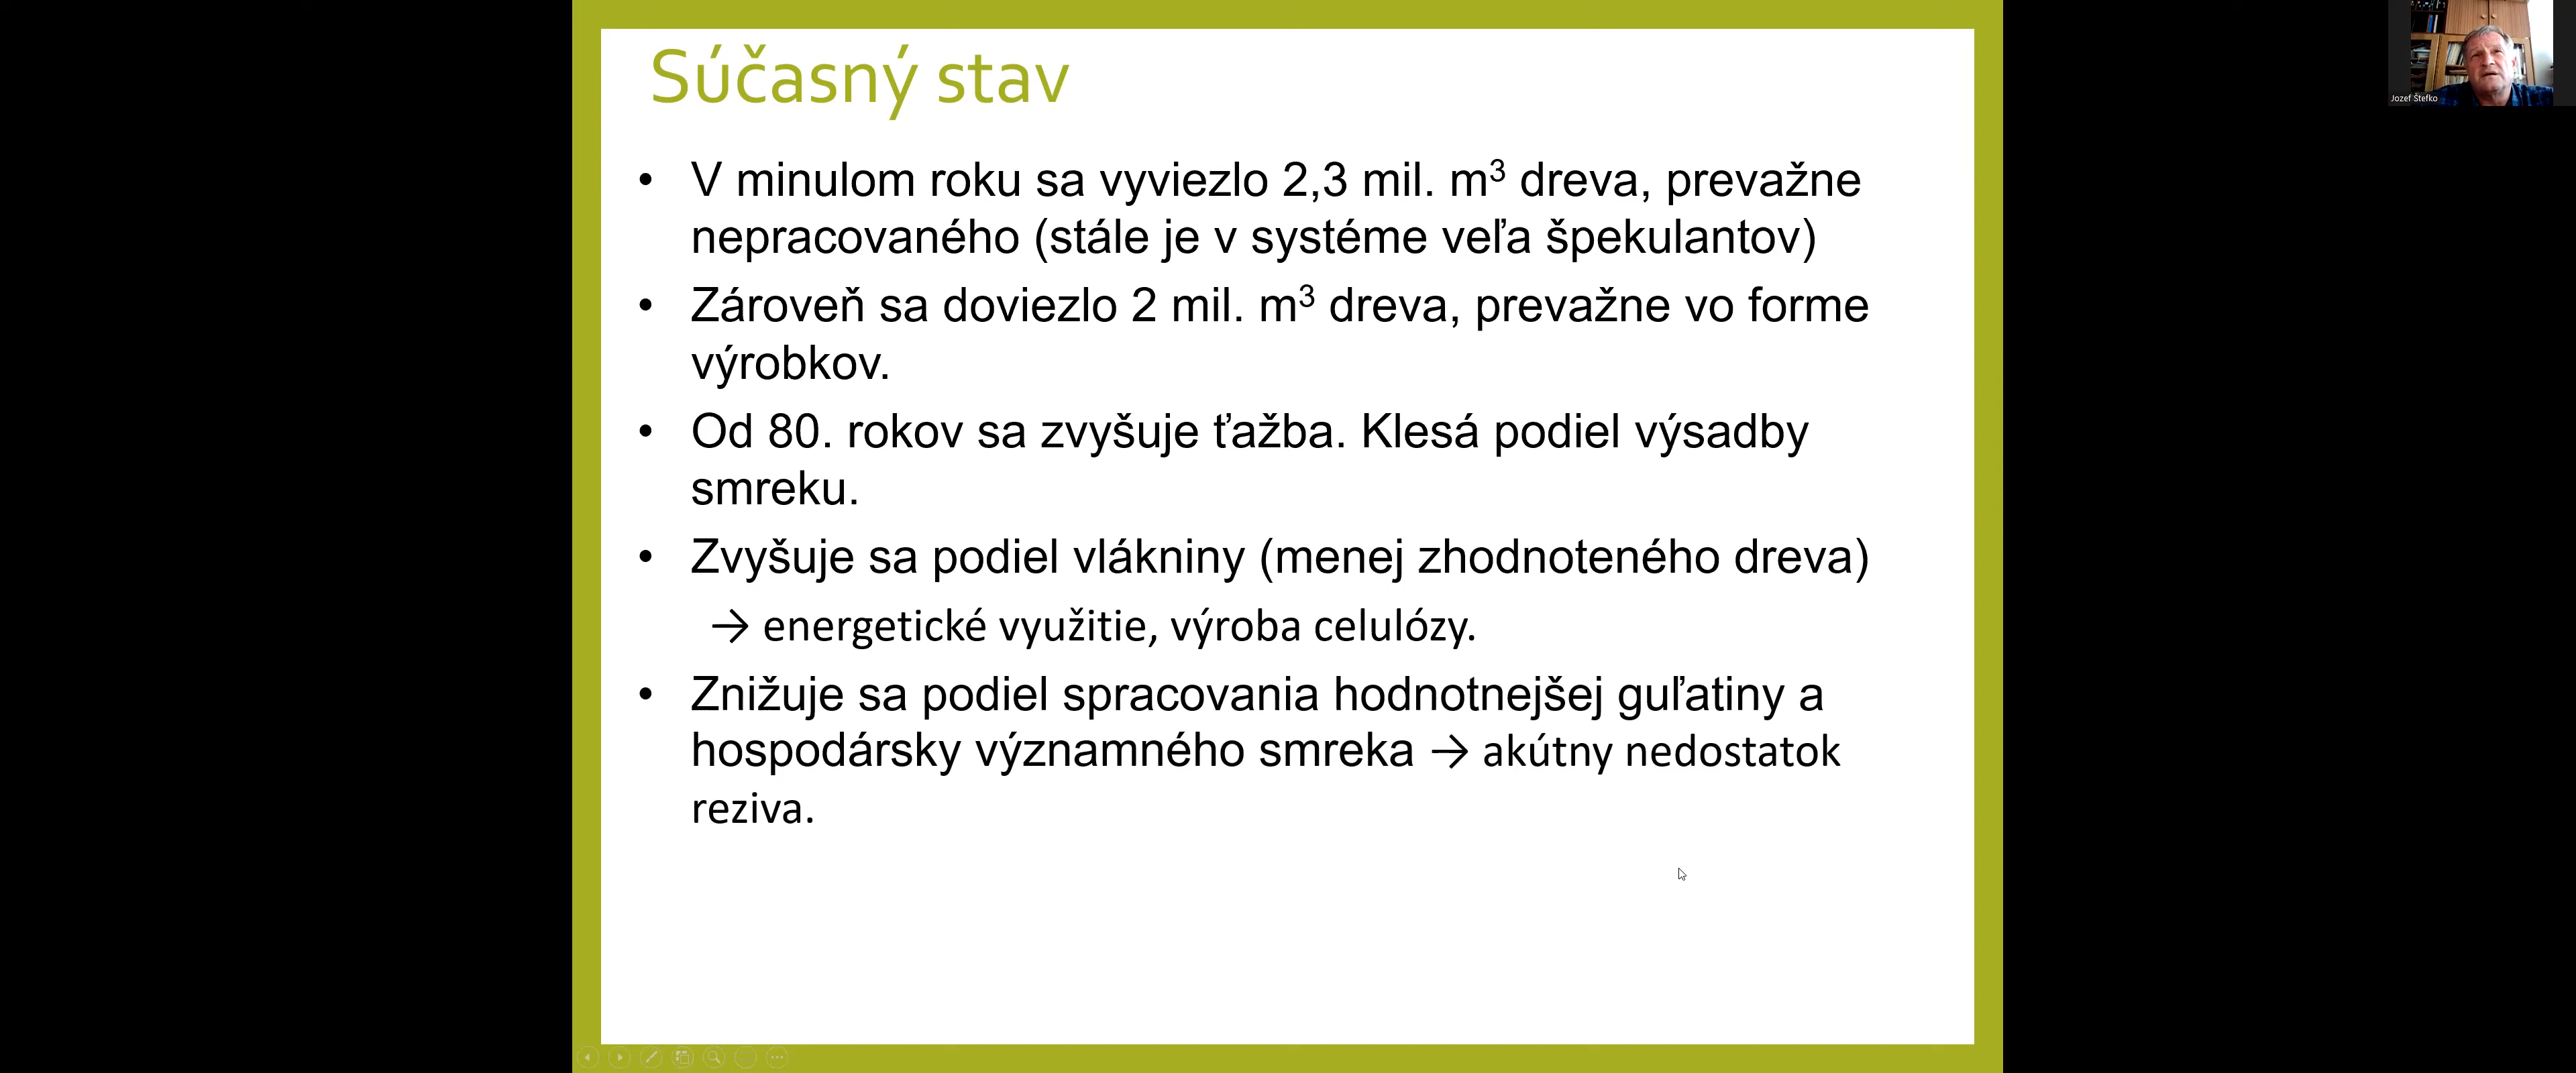 Súčasný stav
Jozef Štefko
• V minulom roku sa vyviezlo 2,3 mil. m³ dreva, prevažne
nepracovaného (stále je v systéme veľa špekulantov)
• Zároveň sa doviezlo 2 mil. m³ dreva, prevažne vo forme
výrobkov.
• Od 80. rokov sa zvyšuje ťažba. Klesá podiel výsadby
smreku.
• Zvyšuje sa podiel vlákniny (menej zhodnoteného dreva)
→ energetické využitie, výroba celulózy.
• Znižuje sa podiel spracovania hodnotnejšej guľatiny a
hospodársky významného smreka → akútny nedostatok
reziva.